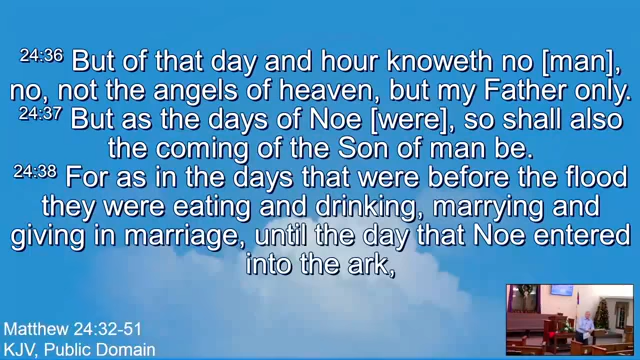 24:36 But of that day and hour knoweth no [man],
no, not the angels of heaven, but my Father only.
24:37 But as the days of Noe [were], so shall also
the coming of the Son of man be.
24:38 For as in the days that were before the flood
they were eating and drinking, marrying and
giving in marriage, until the day that Noe entered
into the ark,
Matthew 24:32-51
KJV, Public Domain